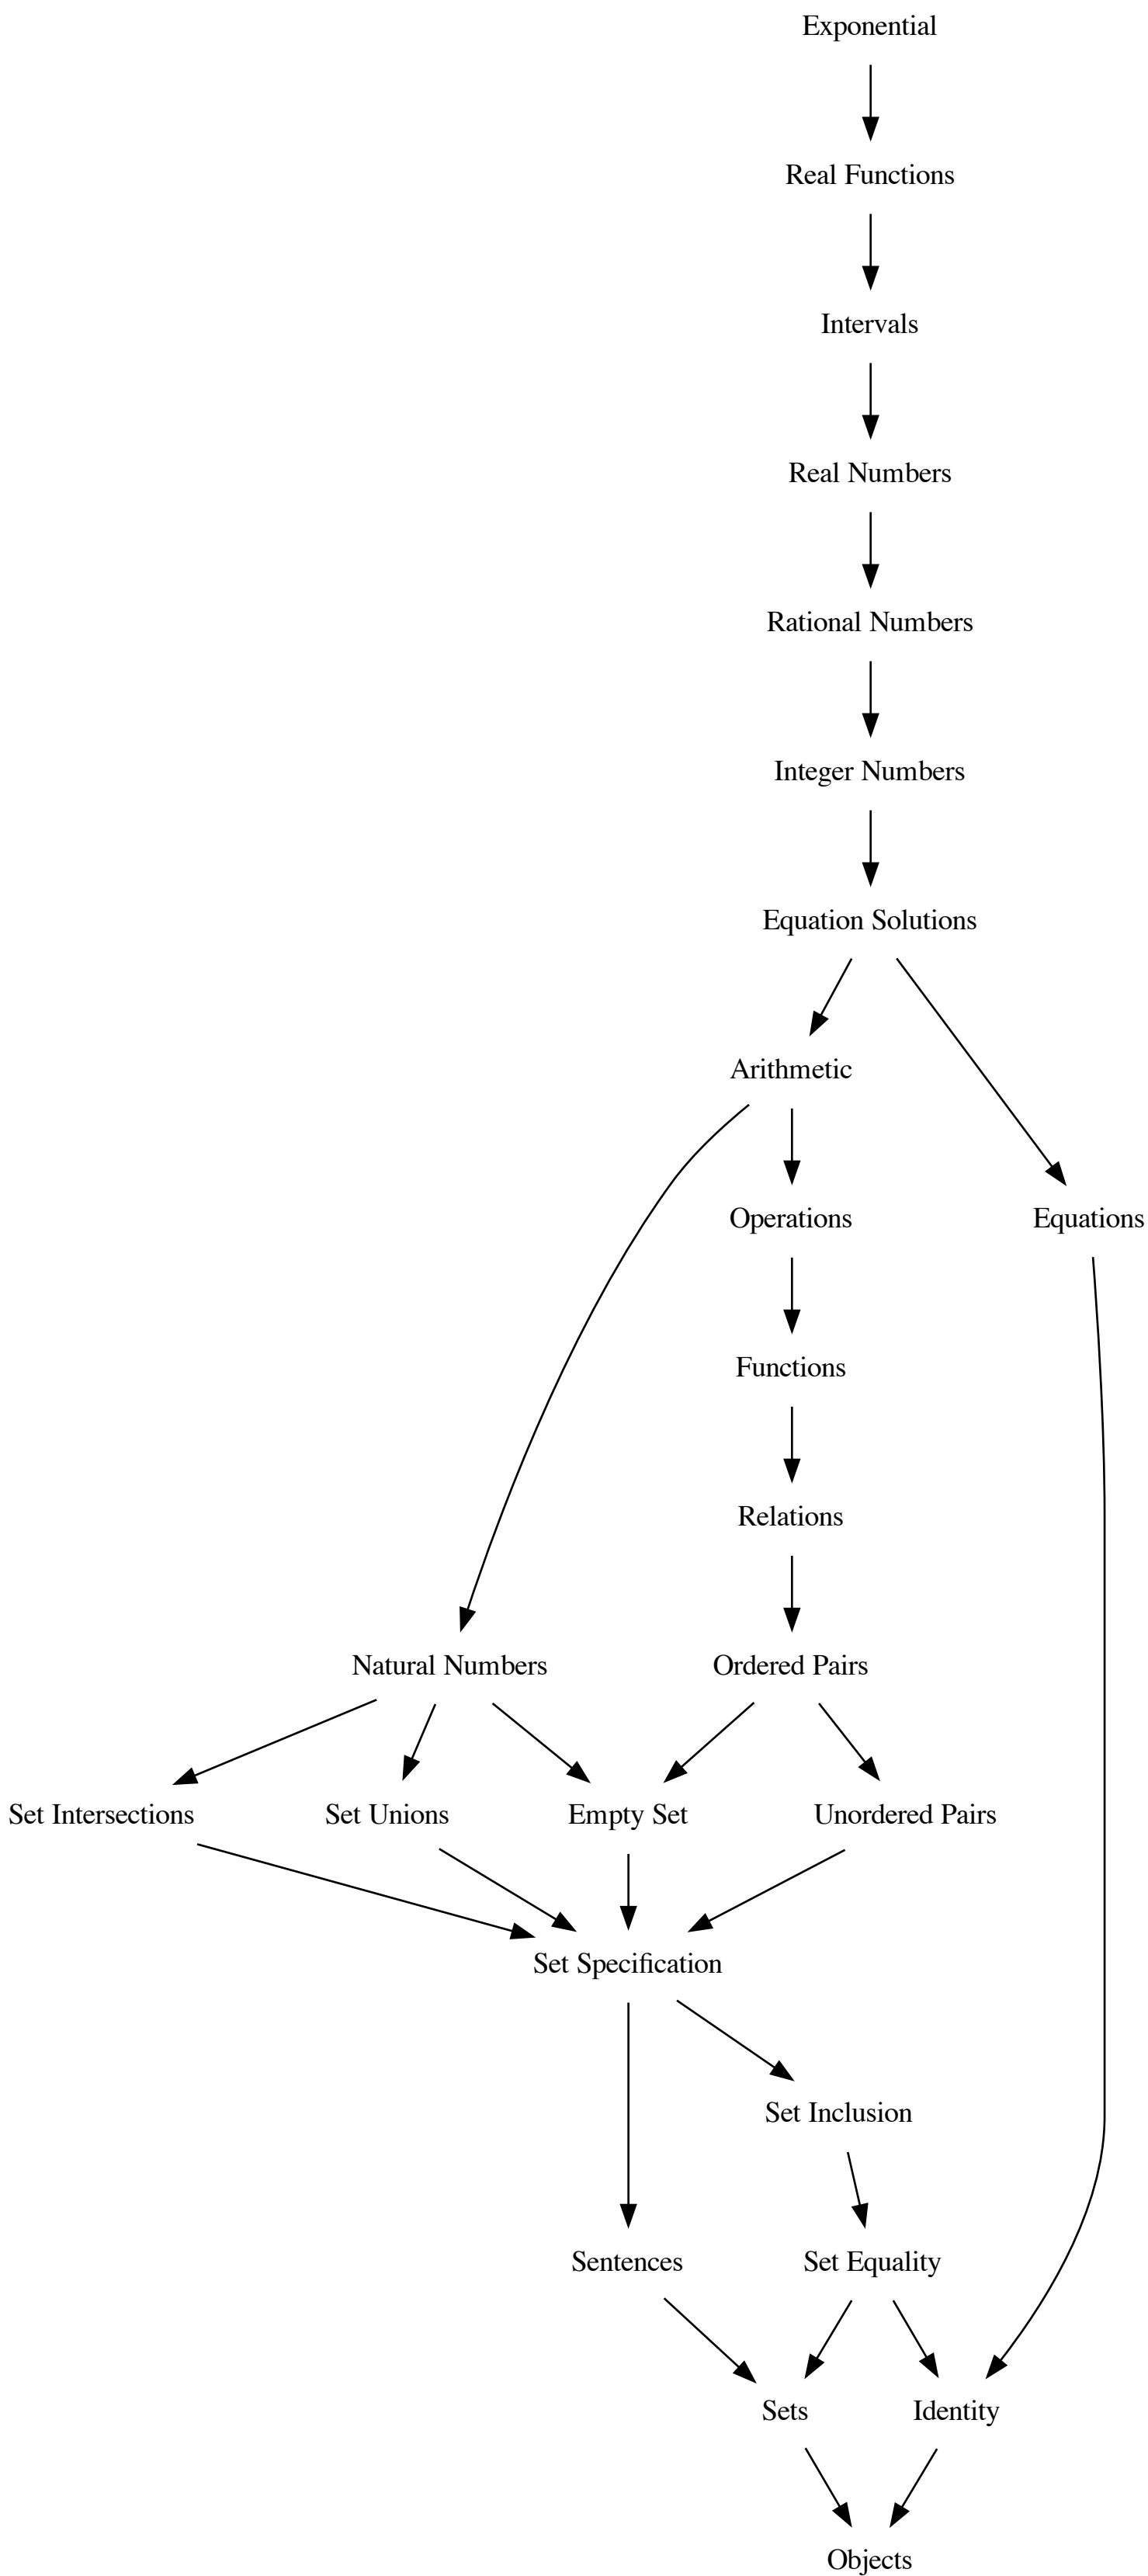 Exponential
Real Functions
Intervals
Real Numbers
Rational Numbers
Integer Numbers
Equation Solutions
Arithmetic
Operations
Equations
Functions
Relations
Natural Numbers
Ordered Pairs
Set Intersections
Set Unions
Empty Set
Unordered Pairs
Set Specification
Set Inclusion
Sentences
Set Equality
Sets
Identity
Objects